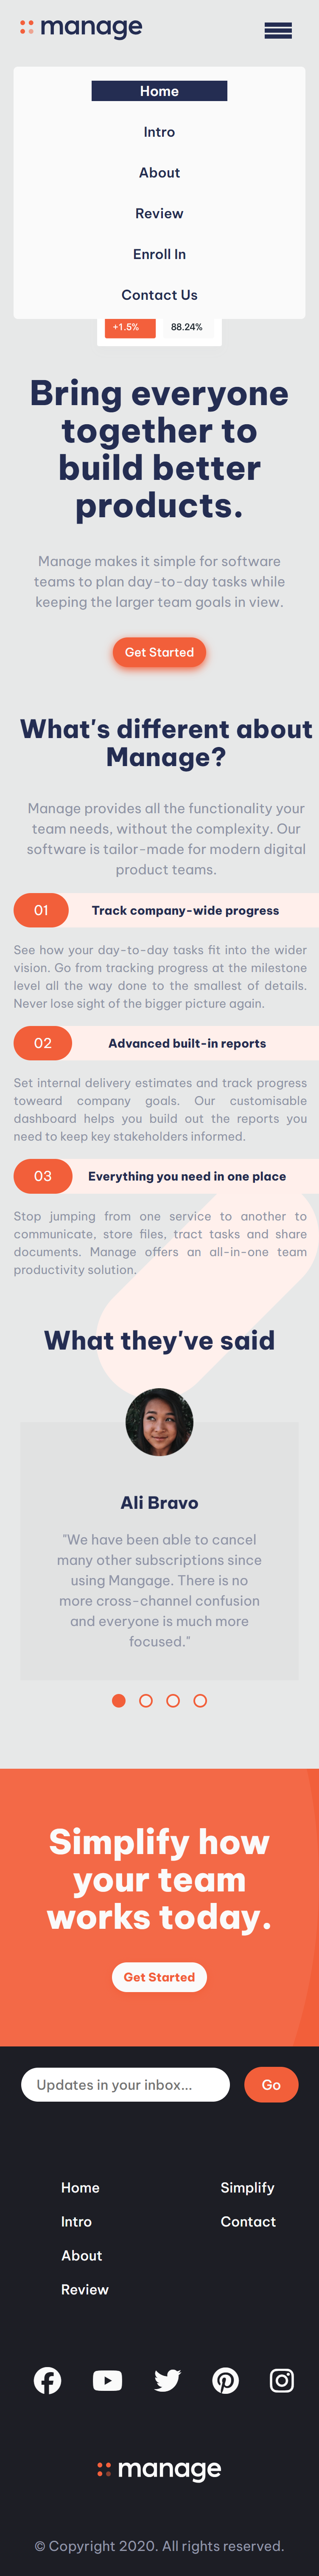 manage
Home
Intro
About
Review
Enroll In
Contact Us
+1.5% 88.24%
Bring everyone
together to
build better
products.
Manage makes it simple for software
teams to plan day-to-day tasks while
keeping the larger team goals in view.
Get Started
What's different about
Manage?
Manage provides all the functionality your
team needs, without the complexity. Our
software is tailor-made for modern digital
product teams.
01 Track company-wide progress
See how your day-to-day tasks fit into the wider
vision. Go from tracking progress at the milestone
level all the way done to the smallest of details.
Never lose sight of the bigger picture again.
02 Advanced built-in reports
Set internal delivery estimates and track progress
toward company goals. Our customisable
dashboard helps you build out the reports you
need to keep key stakeholders informed.
03 Everything you need in one place
Stop jumping from one service to another to
communicate, store files, tract tasks and share
documents. Manage offers an all-in-one team
productivity solution.
What they've said
Ali Bravo
"We have been able to cancel
many other subscriptions since
using Mangage. There is no
more cross-channel confusion
and everyone is much more
focused."
Simplify how
your team
works today.
Get Started
Updates in your inbox... Go
Home Simplify
Intro Contact
About
Review
manage
© Copyright 2020. All rights reserved.